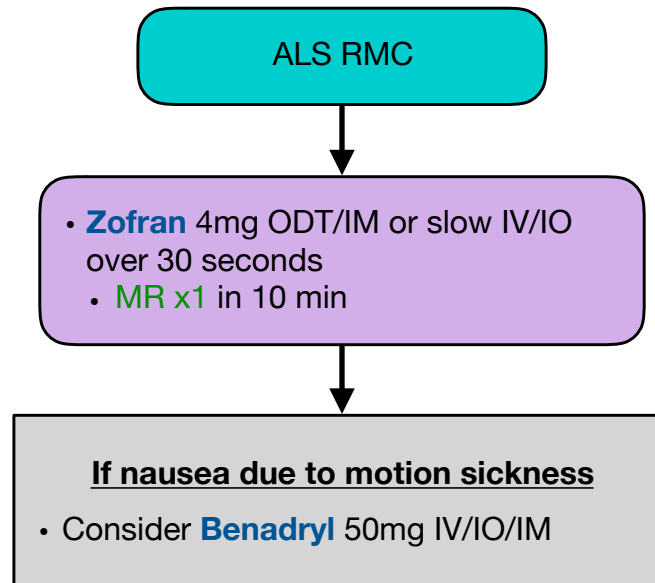 ALS RMC
• Zofran 4mg ODT/IM or slow IV/IO
over 30 seconds
• MR x1 in 10 min
If nausea due to motion sickness
• Consider Benadryl 50mg IV/IO/IM